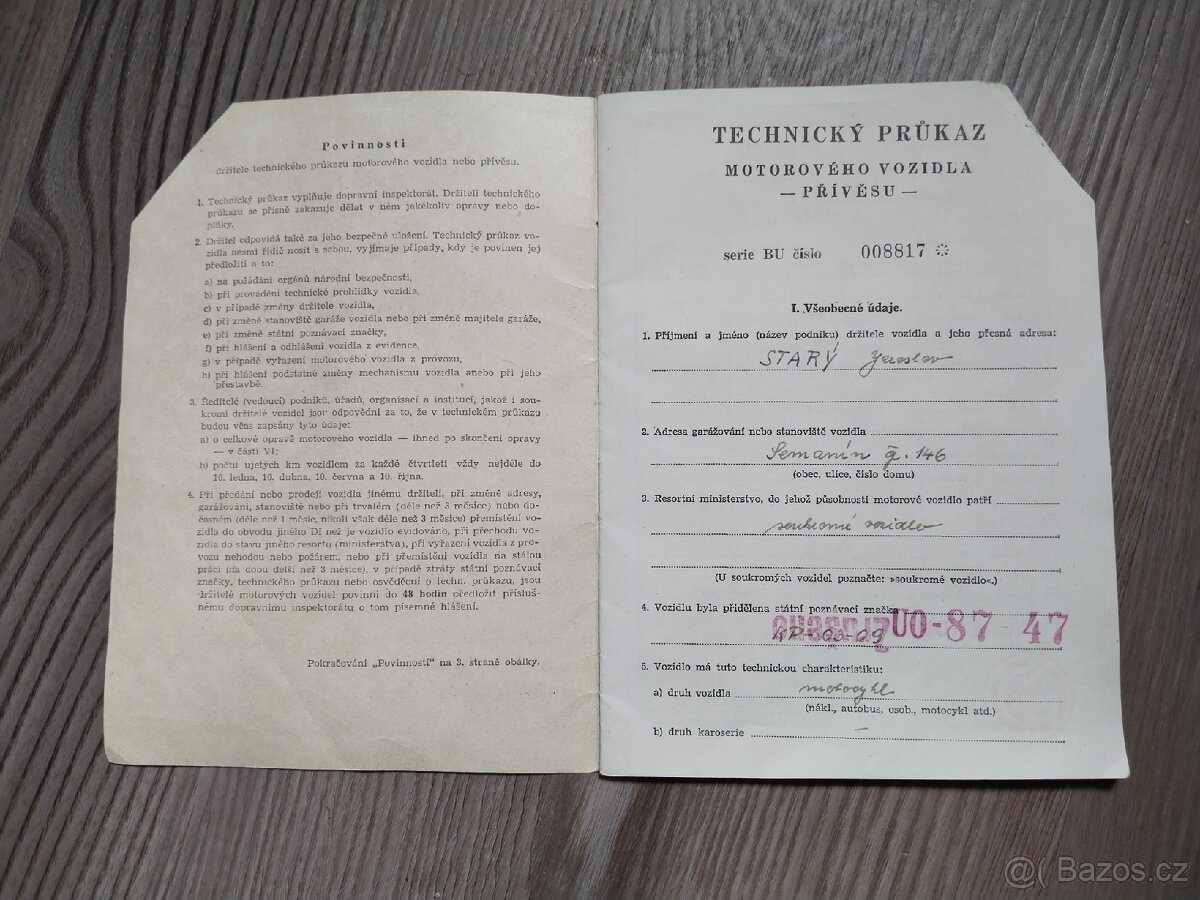 Povinnosti
držitele technického průkazu motorového vozidla nebo přívěsu.
1. Technický průkaz vyplňuje dopravní inspektorát. Držiteli technického
průkazu se přísně zakazuje dělat v něm jakékoliv opravy nebo do-
plňky.
2. Držitel odpovídá také za jeho bezpečné uložení. Technický průkaz vo-
zidla nesmí řidič nosit s sebou, vyjímaje případy, kdy je povinen jej
předložiti a to:
a) na požádání orgánů národní bezpečnosti,
b) při provádění technické prohlídky vozidla,
c) v případě změny držitele vozidla,
d) při změně stanoviště garáže vozidla nebo při změně majitele garáže,
e) při změně státní poznávací značky,
f) při hlášení a odhlášení vozidla z evidence,
g) v případě vyřazení motorového vozidla z provozu,
h) při hlášení podstatné změny mechanismu vozidla anebo při jeho
přestavbě.
3. Ředitelé (vedoucí) podniků, úřadů, organisací a institucí, jakož i sou-
kromí držitelé vozidel jsou odpovědní za to, že v technickém průkazu
budou včas zapsány tyto údaje:
a) o celkové opravě motorového vozidla — ihned po skončení opravy
— v části VI;
b) počtu ujetých km vozidlem za každé čtvrtletí vždy nejdéle do
10. ledna, 10. dubna, 10. června a 10. října.
4. Při předání nebo prodeji vozidla jinému držiteli, při změně adresy,
garážování, stanoviště nebo při trvalém (déle než 3 měsíce) nebo do-
časném (déle než 1 měsíc, nikoli však déle než 3 měsíce) přemístění vo-
zidla do obvodu jiného DI než je vozidlo evidováno, při přechodu vo-
zidla do stavu jiného resortu (ministerstva), při vyřazení vozidla z pro-
vozu nehodou nebo požárem, nebo při přemístění vozidla na stálou
práci (na dobu delší než 3 měsíce), v případě ztráty státní poznávací
značky, technického průkazu nebo osvědčení o techn. průkazu, jsou
držitelé motorových vozidel povinni do 48 hodin předložit příslu-
nému dopravnímu inspektorátu o tom písemné hlášení.
Pokračování „Povinností" na 3. straně obálky.
TECHNICKÝ PRŮKAZ
MOTOROVÉHO VOZIDLA
— PŘÍVĚSU —
serie BU číslo 008817
I. Všeobecné údaje.
1. Příjmení a jméno (název podniku) držitele vozidla a jeho přesná adresa:
STARÝ Jaroslav
2. Adresa garážování nebo stanoviště vozidla
Semanín č. 146
(obec, ulice, číslo domu)
3. Resortní ministerstvo, do jehož působnosti motorové vozidlo patří
soukromé vozidlo
(U soukromých vozidel poznačte: »soukromé vozidlo«.)
4. Vozidlu byla přidělena státní poznávací značka
UO-87 47
5. Vozidlo má tuto technickou charakteristiku:
a) druh vozidla motocykl
(nákl., autobus, osob., motocykl atd.)
b) druh karoserie —
@( Bazos.cz